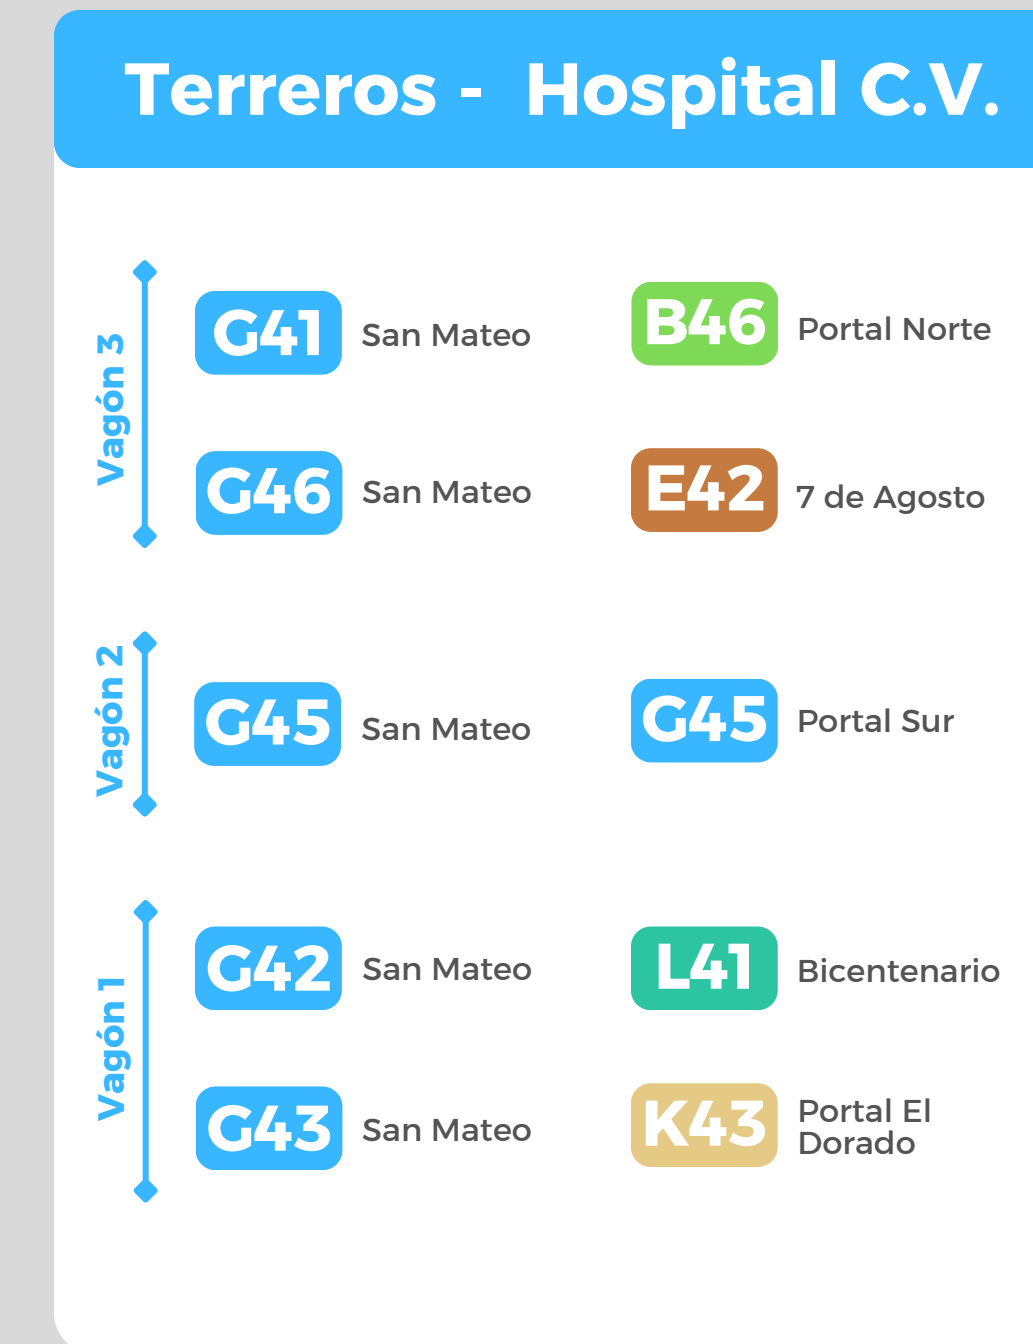 Terreros - Hospital C.V.
Vagón 3
G41 San Mateo
B46 Portal Norte
G46 San Mateo
E42 7 de Agosto
Vagón 2
G45 San Mateo
G45 Portal Sur
Vagón 1
G42 San Mateo
L41 Bicentenario
G43 San Mateo
K43 Portal El
Dorado